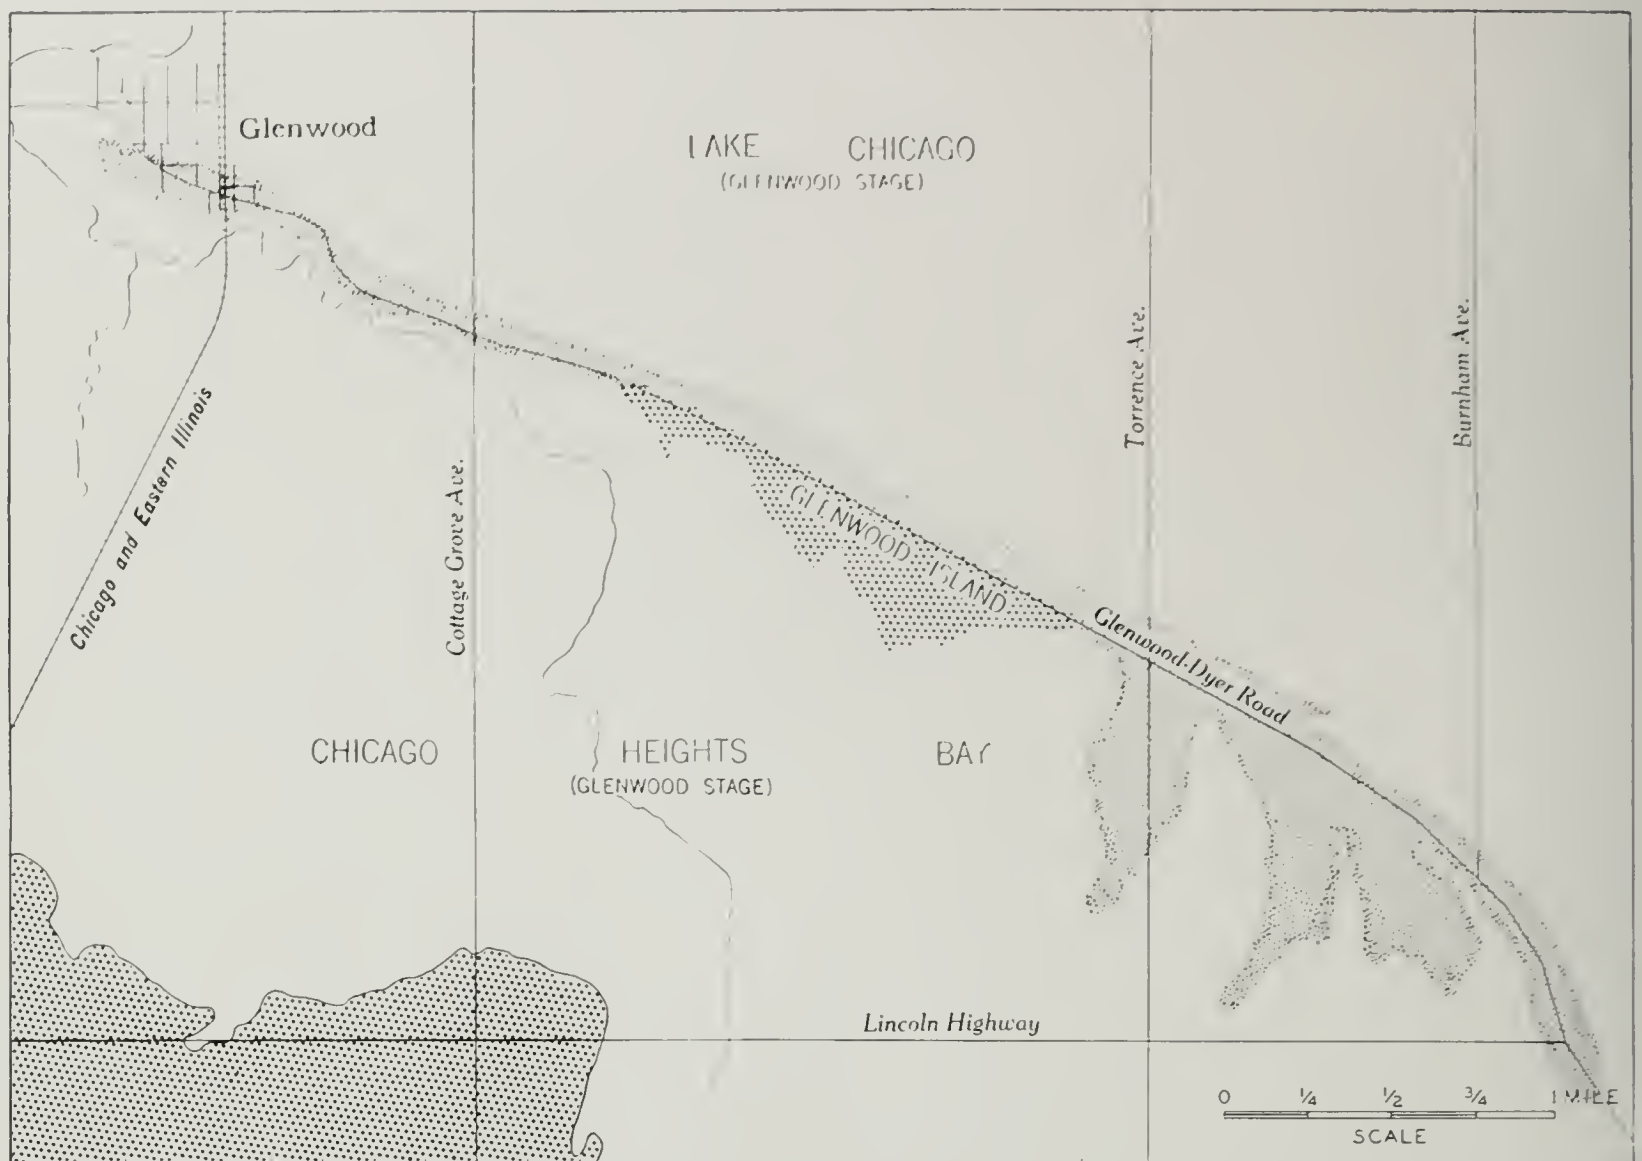 Glenwood
LAKE CHICAGO
(GLENWOOD STAGE)
Torrence Ave.
Burnham Ave.
Chicago and Eastern Illinois
Cottage Grove Ave.
GLENWOOD ISLAND
Glenwood-Dyer Road
CHICAGO HEIGHTS BAY
(GLENWOOD STAGE)
Lincoln Highway
0 1/4 1/2 3/4 1 MILE
SCALE